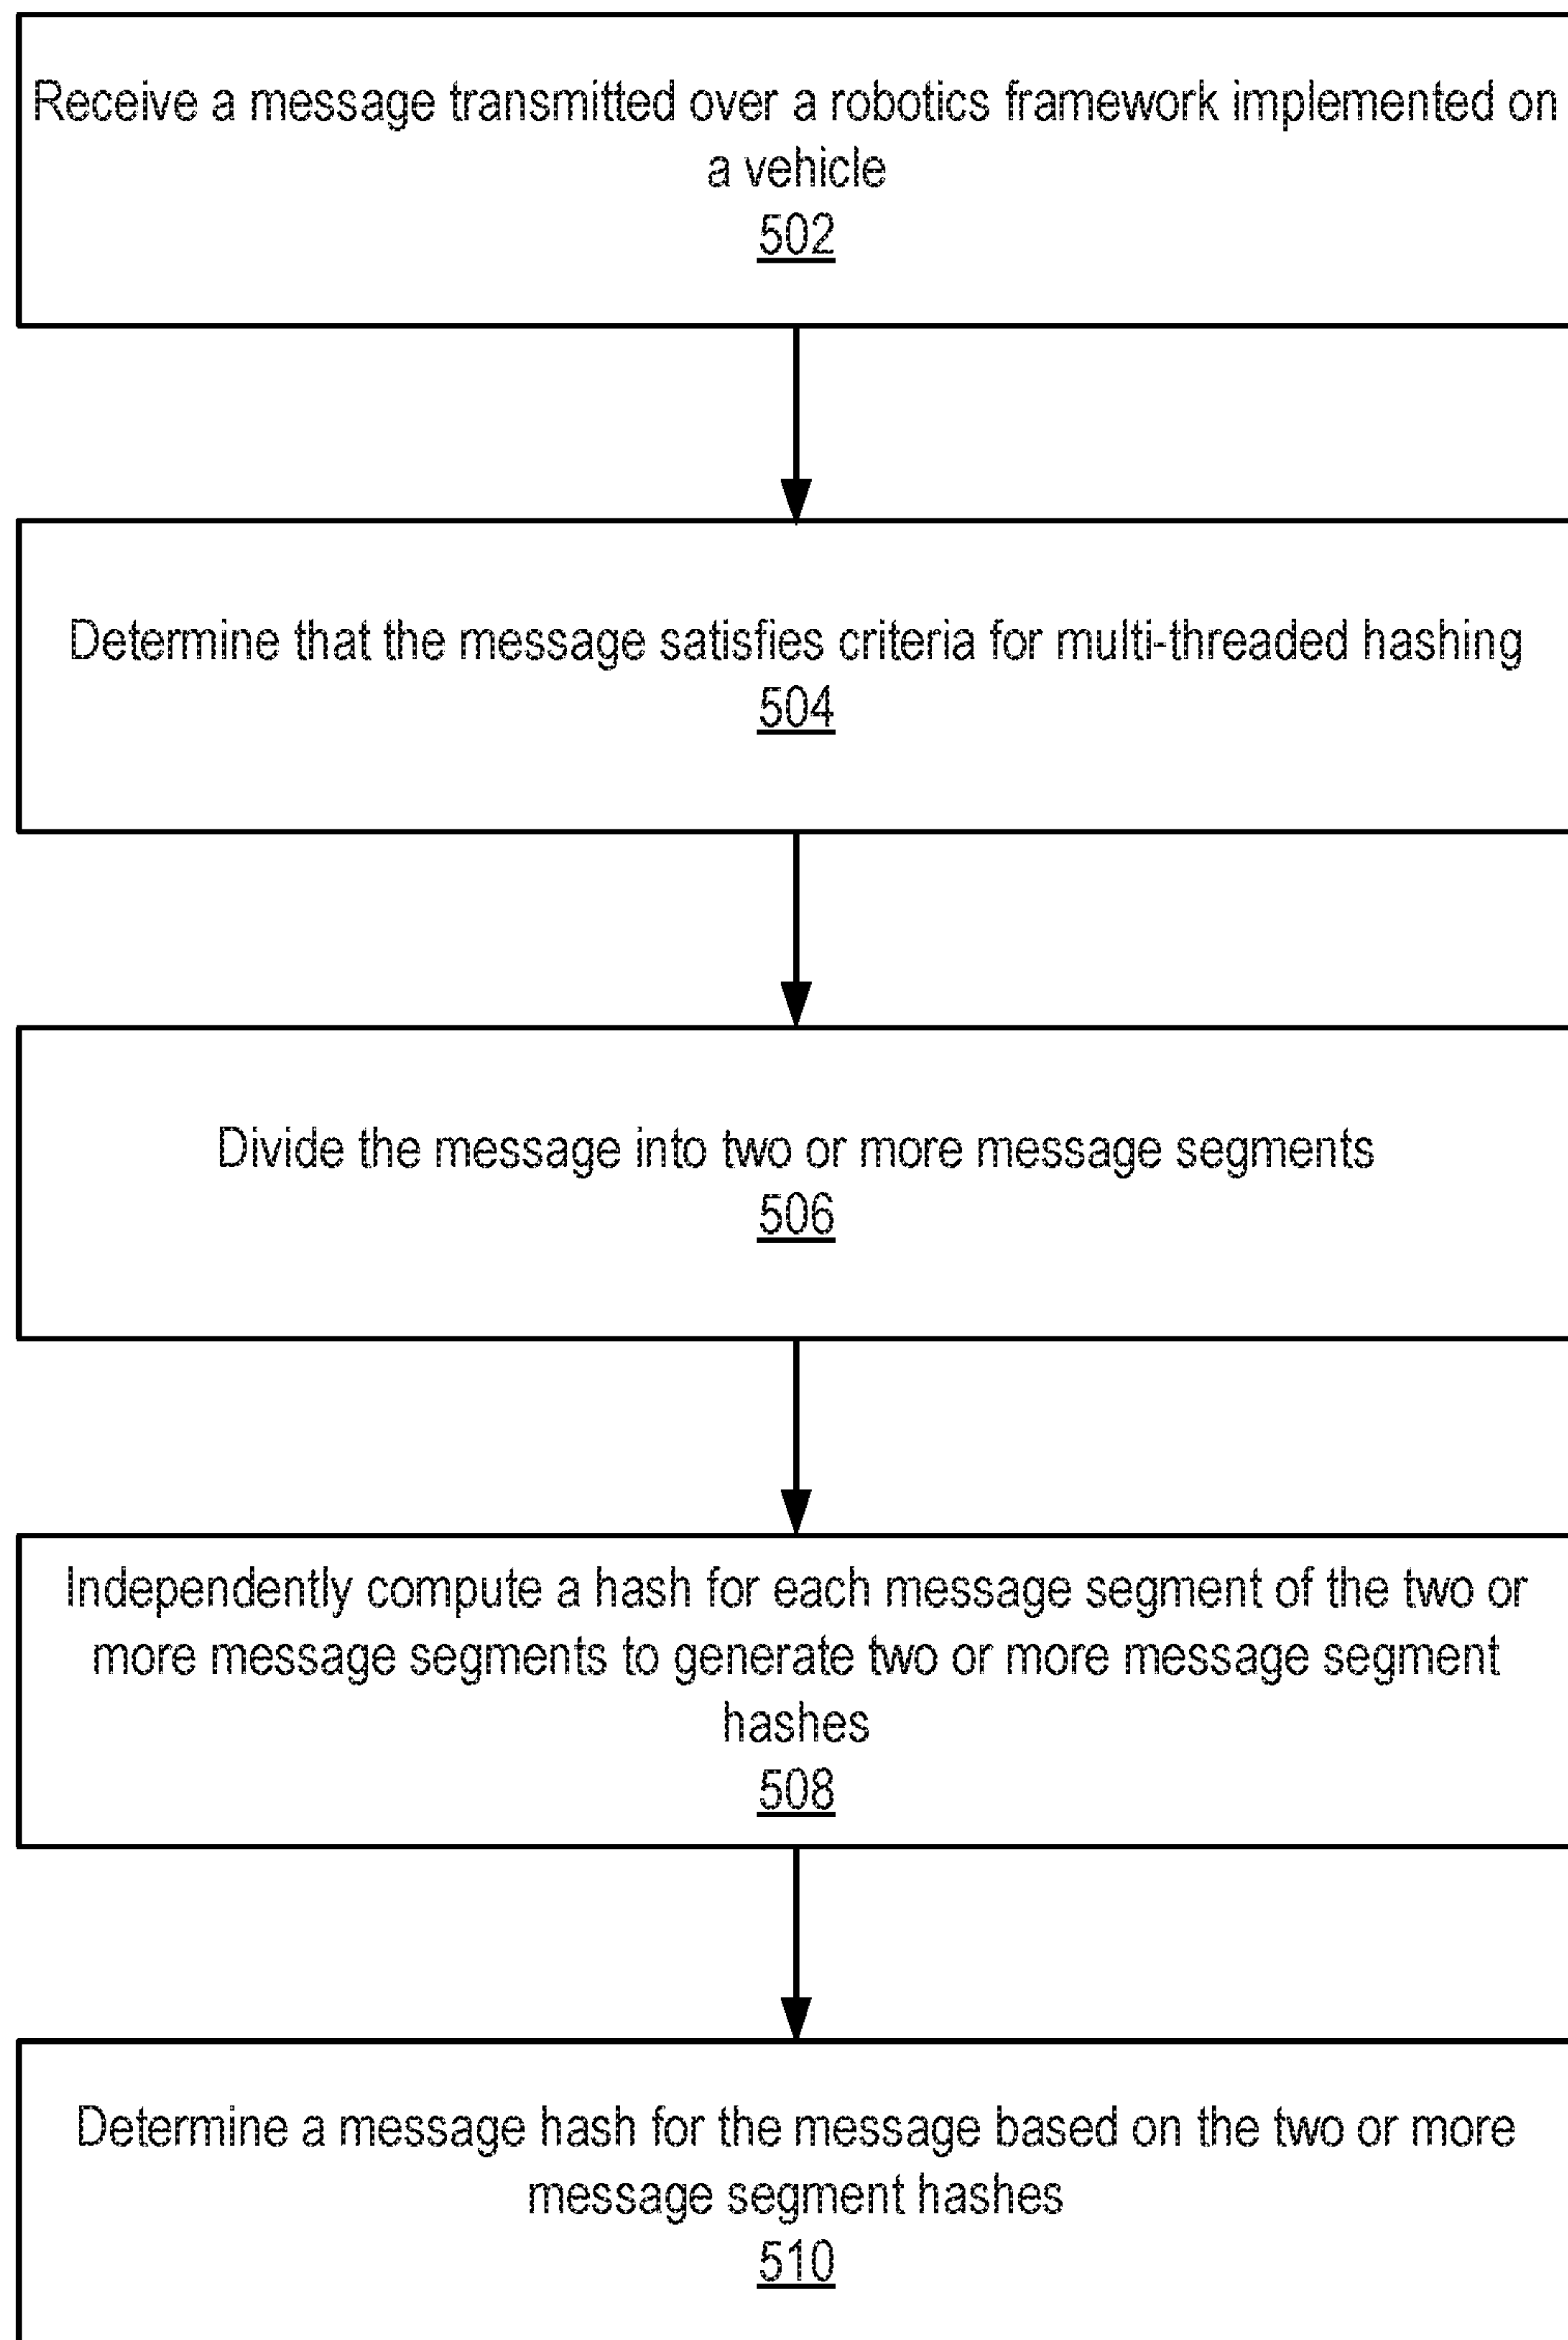 Receive a message transmitted over a robotics framework implemented on
a vehicle
502
Determine that the message satisfies criteria for multi-threaded hashing
504
Divide the message into two or more message segments
506
Independently compute a hash for each message segment of the two or
more message segments to generate two or more message segment
hashes
508
Determine a message hash for the message based on the two or more
message segment hashes
510